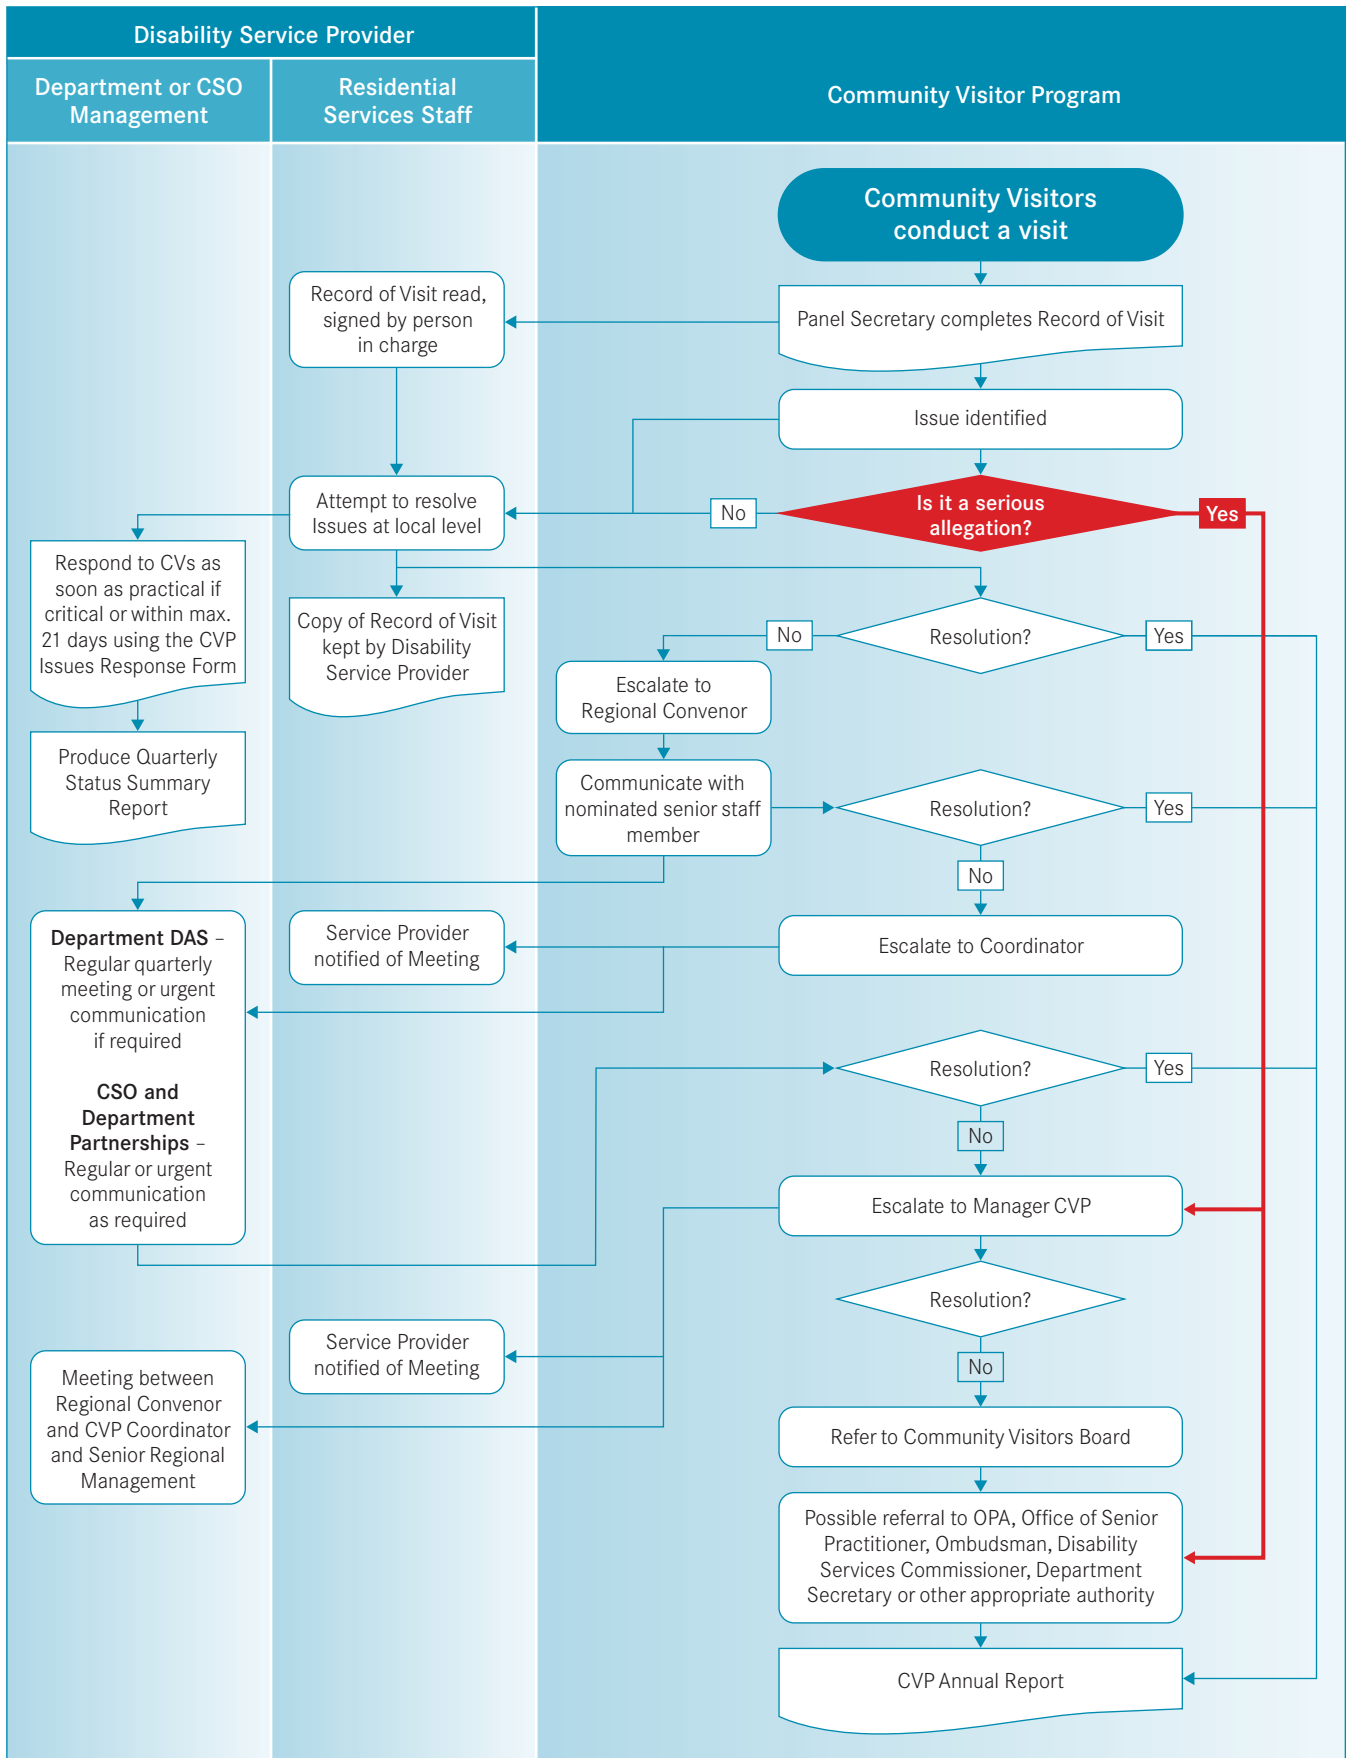 Disability Service Provider
Department or CSO
Management
Residential
Services Staff
Community Visitor Program
Community Visitors
conduct a visit
Record of Visit read,
signed by person
in charge
Panel Secretary completes Record of Visit
Issue identified
Attempt to resolve
Issues at local level
No
Is it a serious
allegation?
Yes
Respond to CVs as
soon as practical if
critical or within max.
21 days using the CVP
Issues Response Form
Copy of Record of Visit
kept by Disability
Service Provider
No
Resolution?
Yes
Escalate to
Regional Convenor
Produce Quarterly
Status Summary
Report
Communicate with
nominated senior staff
member
Resolution?
Yes
No
Department DAS –
Regular quarterly
meeting or urgent
communication
if required
CSO and
Department
Partnerships –
Regular or urgent
communication
as required
Service Provider
notified of Meeting
Escalate to Coordinator
Resolution?
Yes
No
Escalate to Manager CVP
Resolution?
Service Provider
notified of Meeting
No
Meeting between
Regional Convenor
and CVP Coordinator
and Senior Regional
Management
Refer to Community Visitors Board
Possible referral to OPA, Office of Senior
Practitioner, Ombudsman, Disability
Services Commissioner, Department
Secretary or other appropriate authority
CVP Annual Report